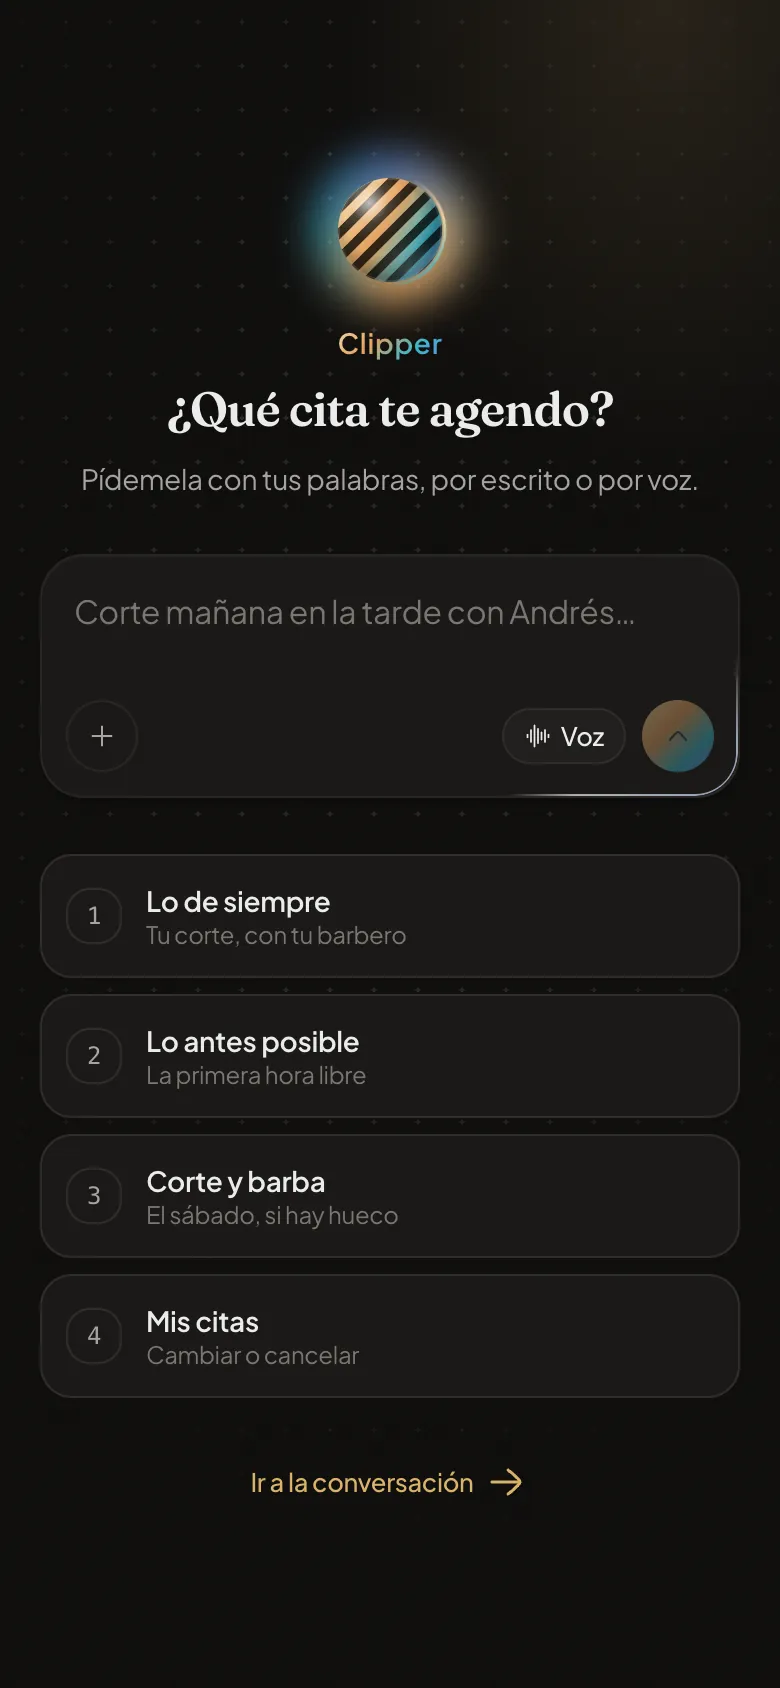 Clipper
¿Qué cita te agendo?
Pídemela con tus palabras, por escrito o por voz.
Corte mañana en la tarde con Andrés...
Voz
1
Lo de siempre
Tu corte, con tu barbero
2
Lo antes posible
La primera hora libre
3
Corte y barba
El sábado, si hay hueco
4
Mis citas
Cambiar o cancelar
Ir a la conversación